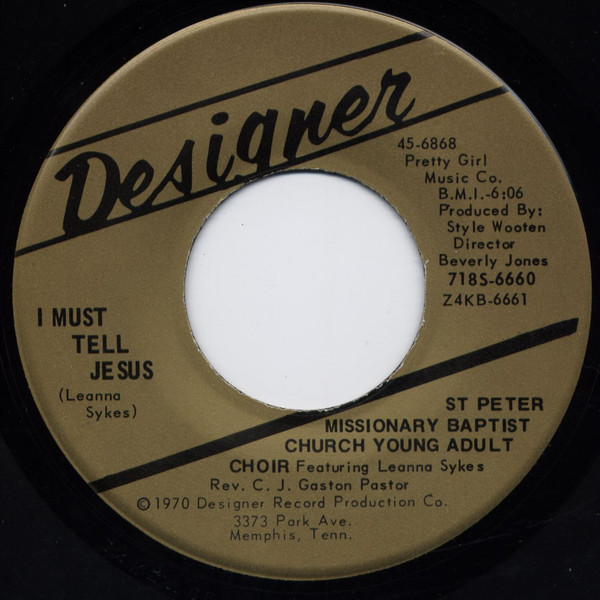 Designer
45-6868
Pretty Girl
Music Co.
B.M.I.-6:06
Produced By:
Style Wooten
Director
Beverly Jones
718S-6660
Z4KB-6661
I MUST
TELL
JESUS
(Leanna
Sykes)
ST PETER
MISSIONARY BAPTIST
CHURCH YOUNG ADULT
CHOIR Featuring Leanna Sykes
Rev. C. J. Gaston Pastor
©1970 Designer Record Production Co.
3373 Park Ave.
Memphis, Tenn.